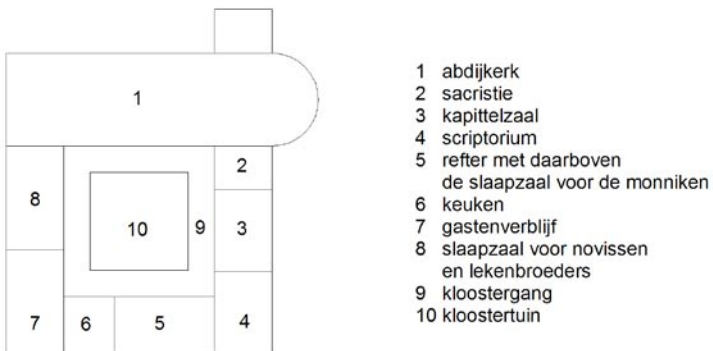 1
2
8
10
9
3
7
6
5
4
1 abdijkerk
2 sacristie
3 kapittelzaal
4 scriptorium
5 refter met daarboven
de slaapzaal voor de monniken
6 keuken
7 gastenverblijf
8 slaapzaal voor novissen
en lekenbroeders
9 kloostergang
10 kloostertuin